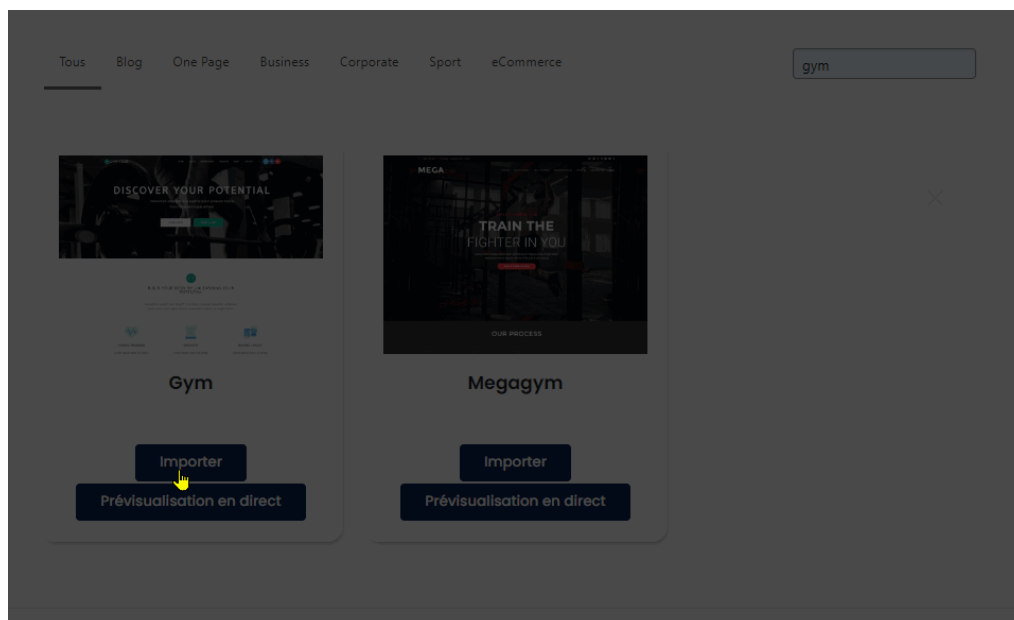 Tous Blog One Page Business Corporate Sport eCommerce
gym
DISCOVER YOUR POTENTIAL
MEGA
TRAIN THE
FIGHTER IN YOU
OUR PROCESS
Gym
Megagym
Importer
Importer
Prévisualisation en direct
Prévisualisation en direct